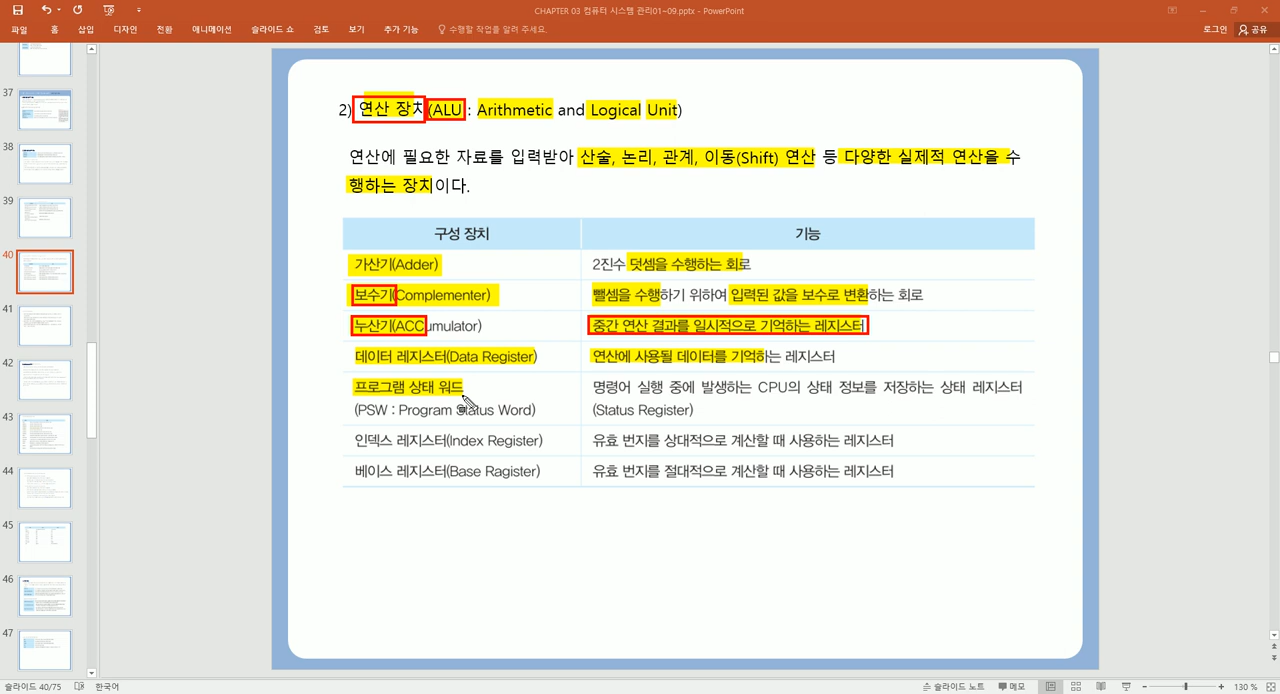 CHAPTER 03 컴퓨터 시스템 관리01~09.pptx - PowerPoint
파일 홈 삽입 디자인 전환 애니메이션 슬라이드 쇼 검토 보기 추가 기능 수행할 작업을 알려 주세요. 로그인 공유
37
38
39
40
41
42
43
44
45
46
47
2) 연산 장치(ALU : Arithmetic and Logical Unit)
연산에 필요한 자료를 입력받아 산술, 논리, 관계, 이동(Shift) 연산 등 다양한 실제적 연산을 수
행하는 장치이다.
구성 장치 기능
가산기(Adder) 2진수 덧셈을 수행하는 회로
보수기(Complementer) 뺄셈을 수행하기 위하여 입력된 값을 보수로 변환하는 회로
누산기(ACCumulator) 중간 연산 결과를 일시적으로 기억하는 레지스터
데이터 레지스터(Data Register) 연산에 사용될 데이터를 기억하는 레지스터
프로그램 상태 워드 명령어 실행 중에 발생하는 CPU의 상태 정보를 저장하는 상태 레지스터
(PSW : Program Status Word) (Status Register)
인덱스 레지스터(Index Register) 유효 번지를 상대적으로 계산할 때 사용하는 레지스터
베이스 레지스터(Base Ragister) 유효 번지를 절대적으로 계산할 때 사용하는 레지스터
슬라이드 40/75 한국어 슬라이드 노트 메모 130 %